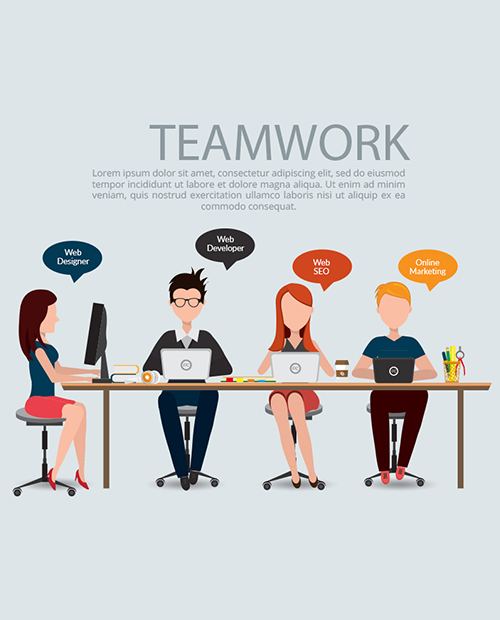 TEAMWORK
Lorem ipsum dolor sit amet, consectetur adipiscing elit, sed do eiusmod
tempor incididunt ut labore et dolore magna aliqua. Ut enim ad minim
veniam, quis nostrud exercitation ullamco laboris nisi ut aliquip ex ea
commodo consequat.
Web
Designer
Web
Developer
Web
SEO
Online
Marketing